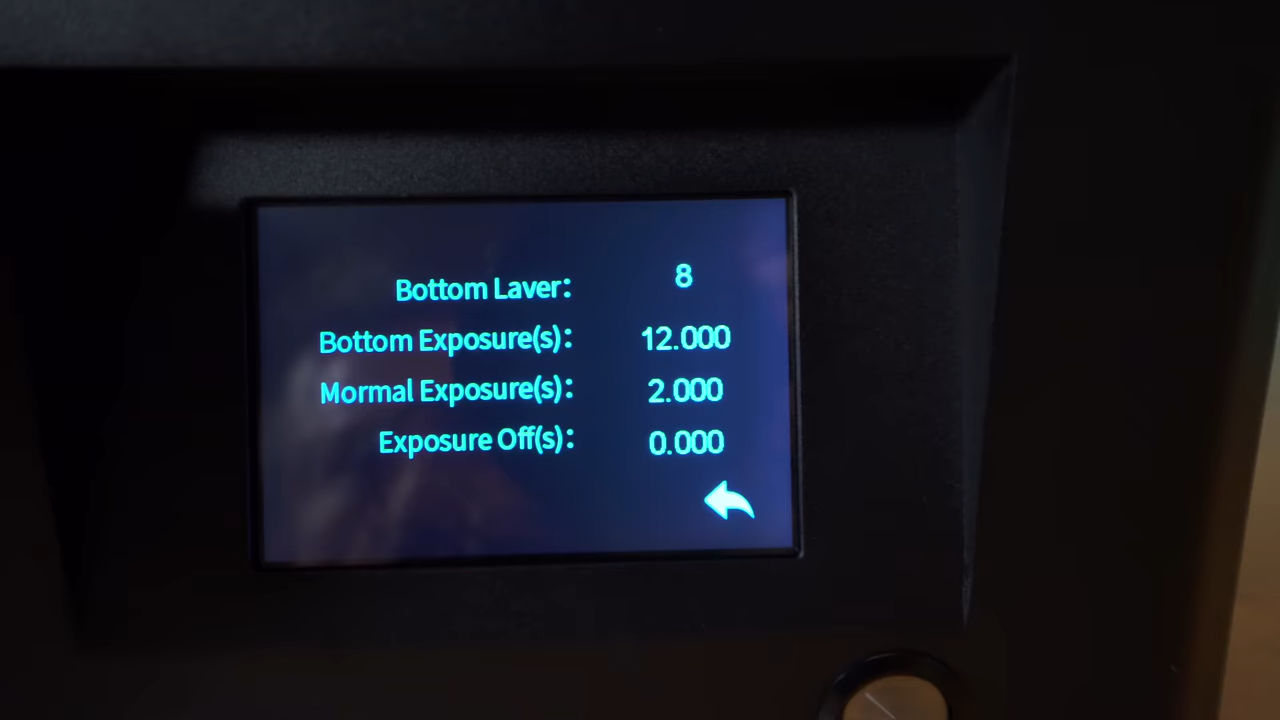 Bottom Laver: 8
Bottom Exposure(s): 12.000
Mormal Exposure(s): 2.000
Exposure Off(s): 0.000